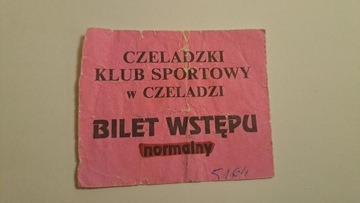 CZELADZKI
KLUB SPORTOWY
w CZELADZI
BILET WSTĘPU
normalny